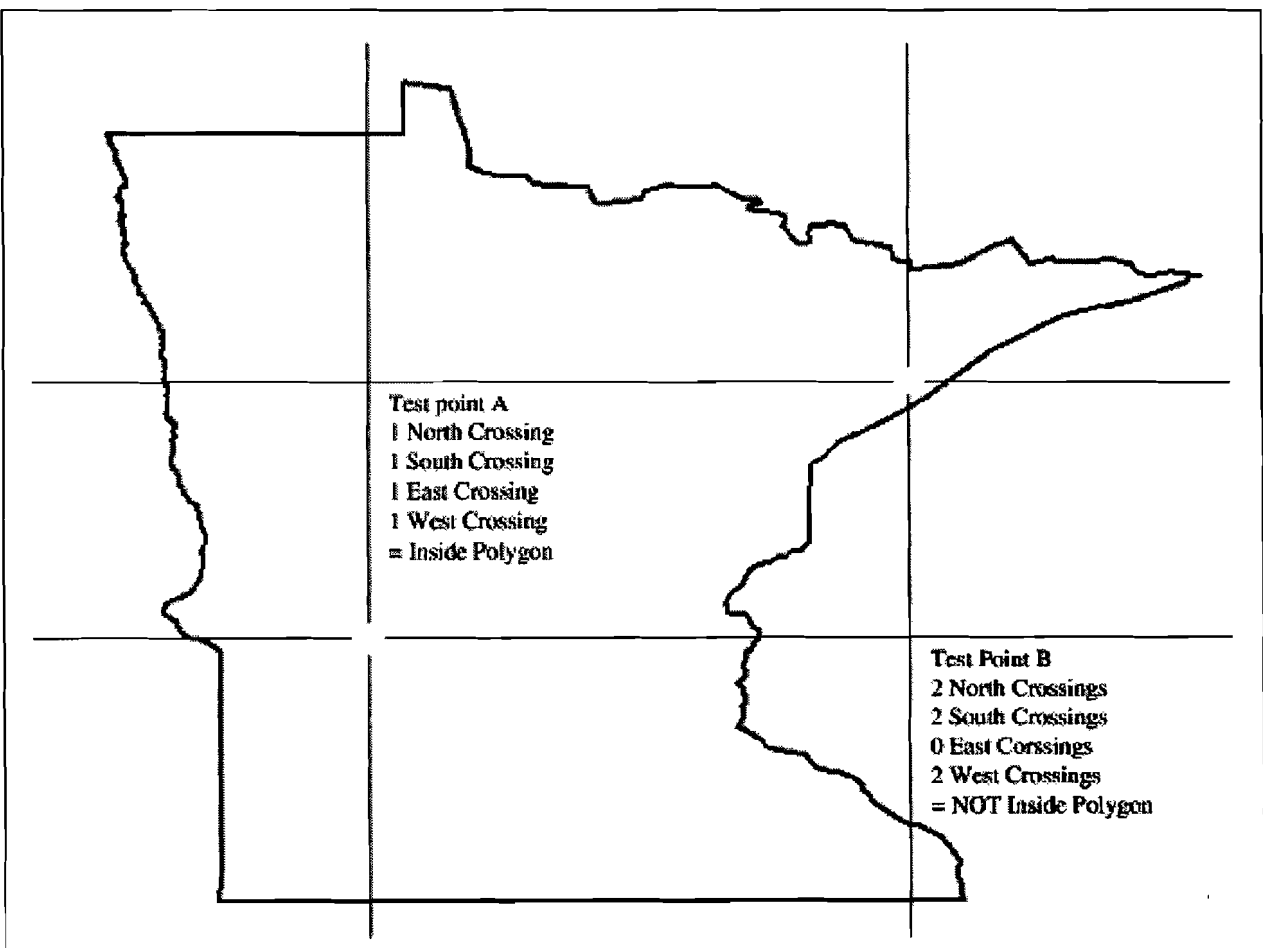 Test point A
1 North Crossing
1 South Crossing
1 East Crossing
1 West Crossing
= Inside Polygon
Test Point B
2 North Crossings
2 South Crossings
0 East Corssings
2 West Crossings
= NOT Inside Polygon